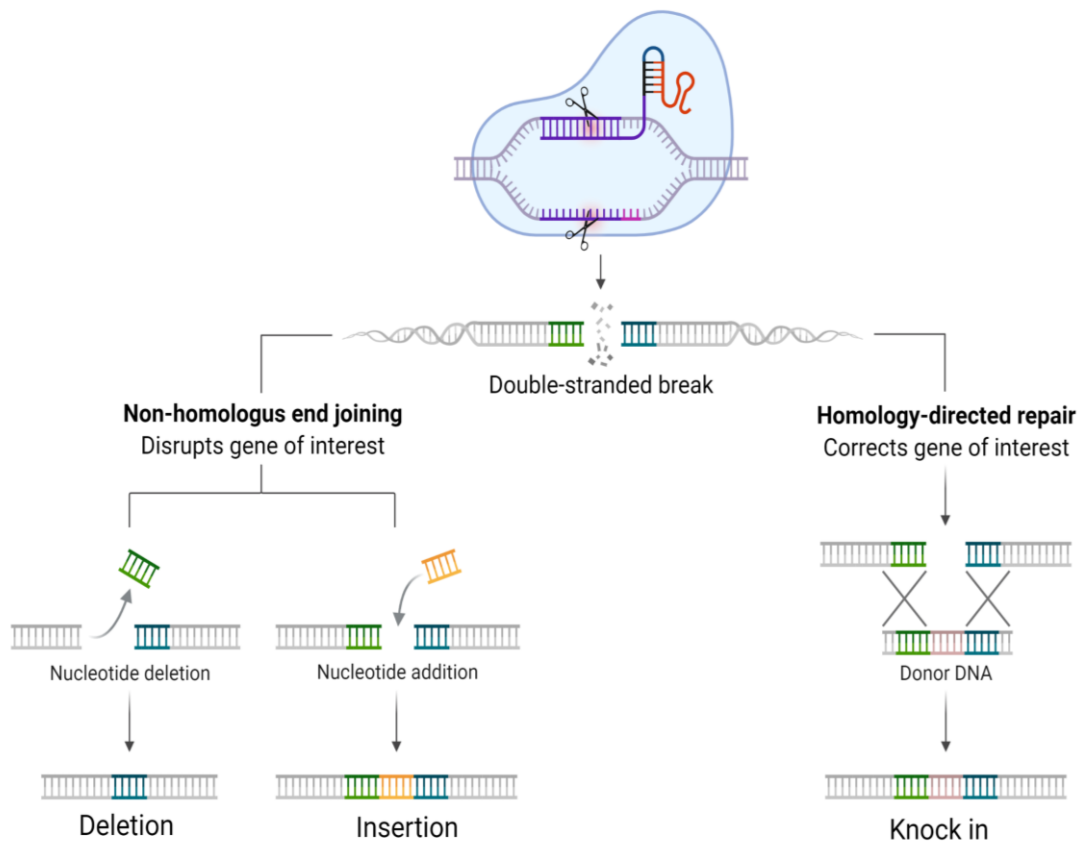 Double-stranded break
Non-homologus end joining
Disrupts gene of interest
Homology-directed repair
Corrects gene of interest
Nucleotide deletion
Nucleotide addition
Donor DNA
Deletion
Insertion
Knock in